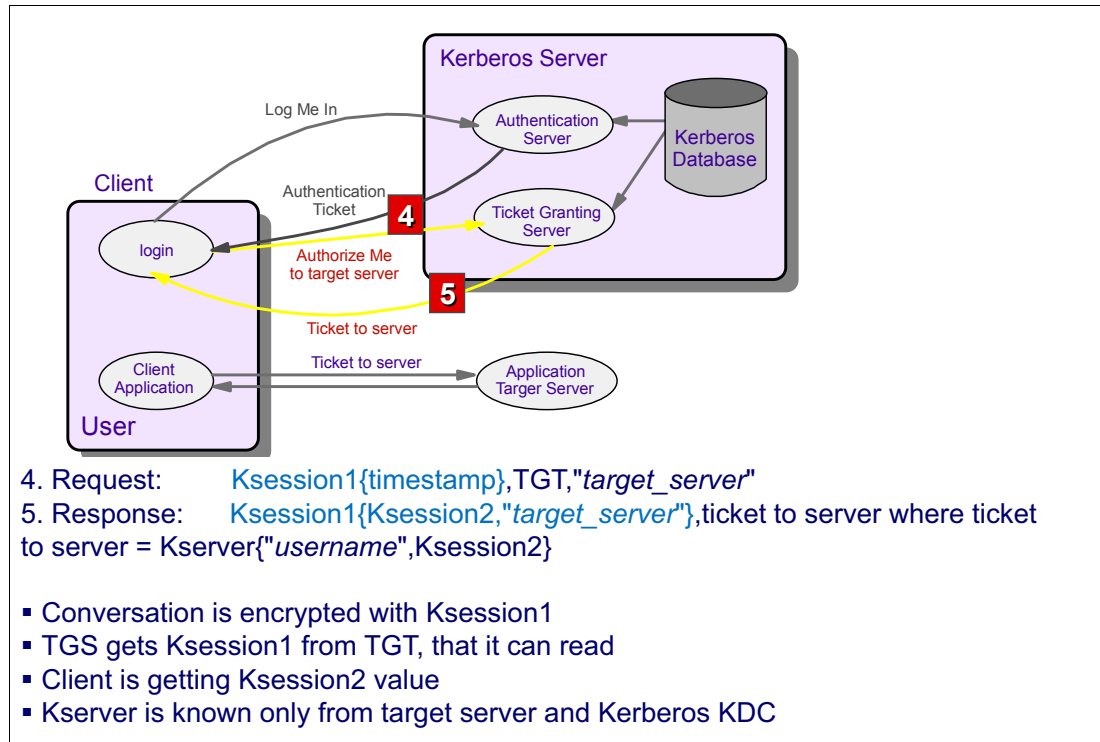 Kerberos Server
Log Me In
Authentication
Server
Kerberos
Database
Client
Authentication
Ticket
4
Ticket Granting
Server
login
Authorize Me
to target server
5
Ticket to server
Client
Application
Ticket to server
Application
Targer Server
User
4. Request: Ksession1{timestamp},TGT,"target_server"
5. Response: Ksession1{Ksession2,"target_server"},ticket to server where ticket
to server = Kserver{"username",Ksession2}
▪ Conversation is encrypted with Ksession1
▪ TGS gets Ksession1 from TGT, that it can read
▪ Client is getting Ksession2 value
▪ Kserver is known only from target server and Kerberos KDC